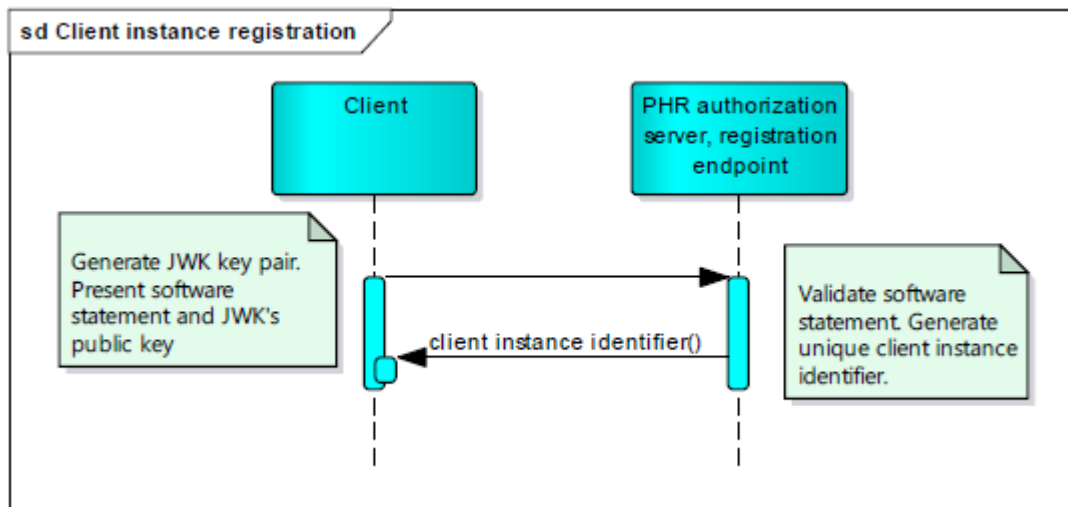 sd Client instance registration
Client
PHR authorization
server, registration
endpoint
Generate JWK key pair.
Present software
statement and JWK's
public key
Validate software
statement. Generate
unique client instance
identifier.
client instance identifier()